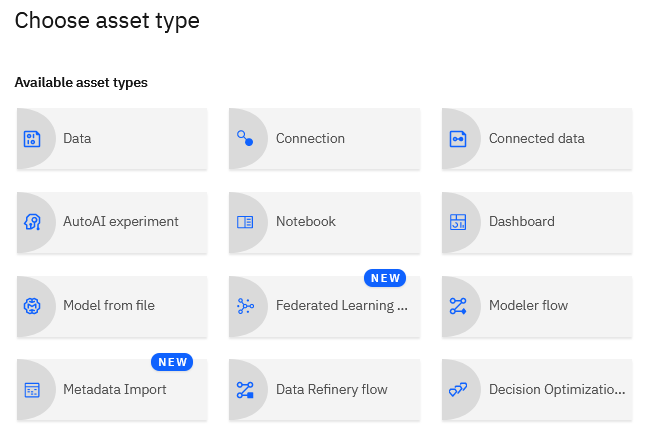 Choose asset type
Available asset types
Data
Connection
Connected data
AutoAI experiment
Notebook
Dashboard
Model from file
NEW
Federated Learning ...
Modeler flow
NEW
Metadata Import
Data Refinery flow
Decision Optimizatio...